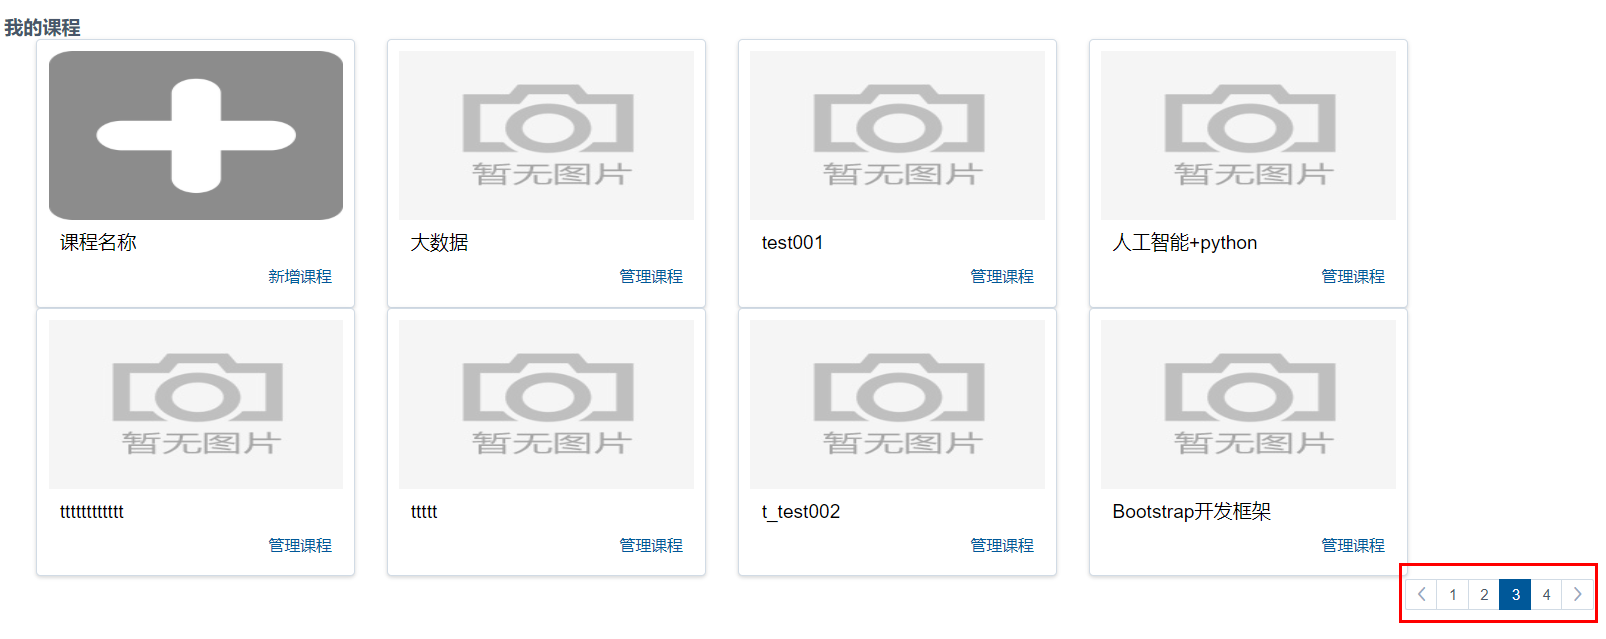 我的课程
暂无图片
暂无图片
暂无图片
课程名称
大数据
test001
人工智能+python
新增课程
管理课程
管理课程
管理课程
暂无图片
暂无图片
暂无图片
暂无图片
tttttttttttt
ttttt
t_test002
Bootstrap开发框架
管理课程
管理课程
管理课程
管理课程
1 2 3 4